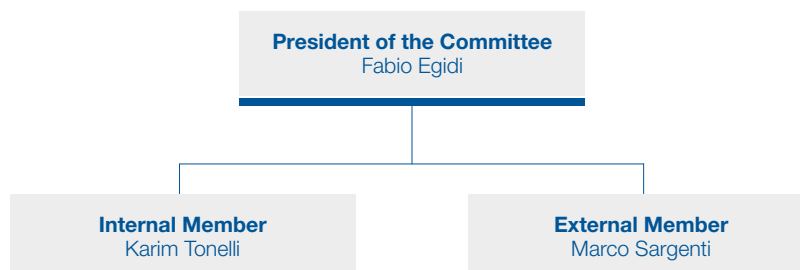 President of the Committee
Fabio Egidi
Internal Member
Karim Tonelli
External Member
Marco Sargenti